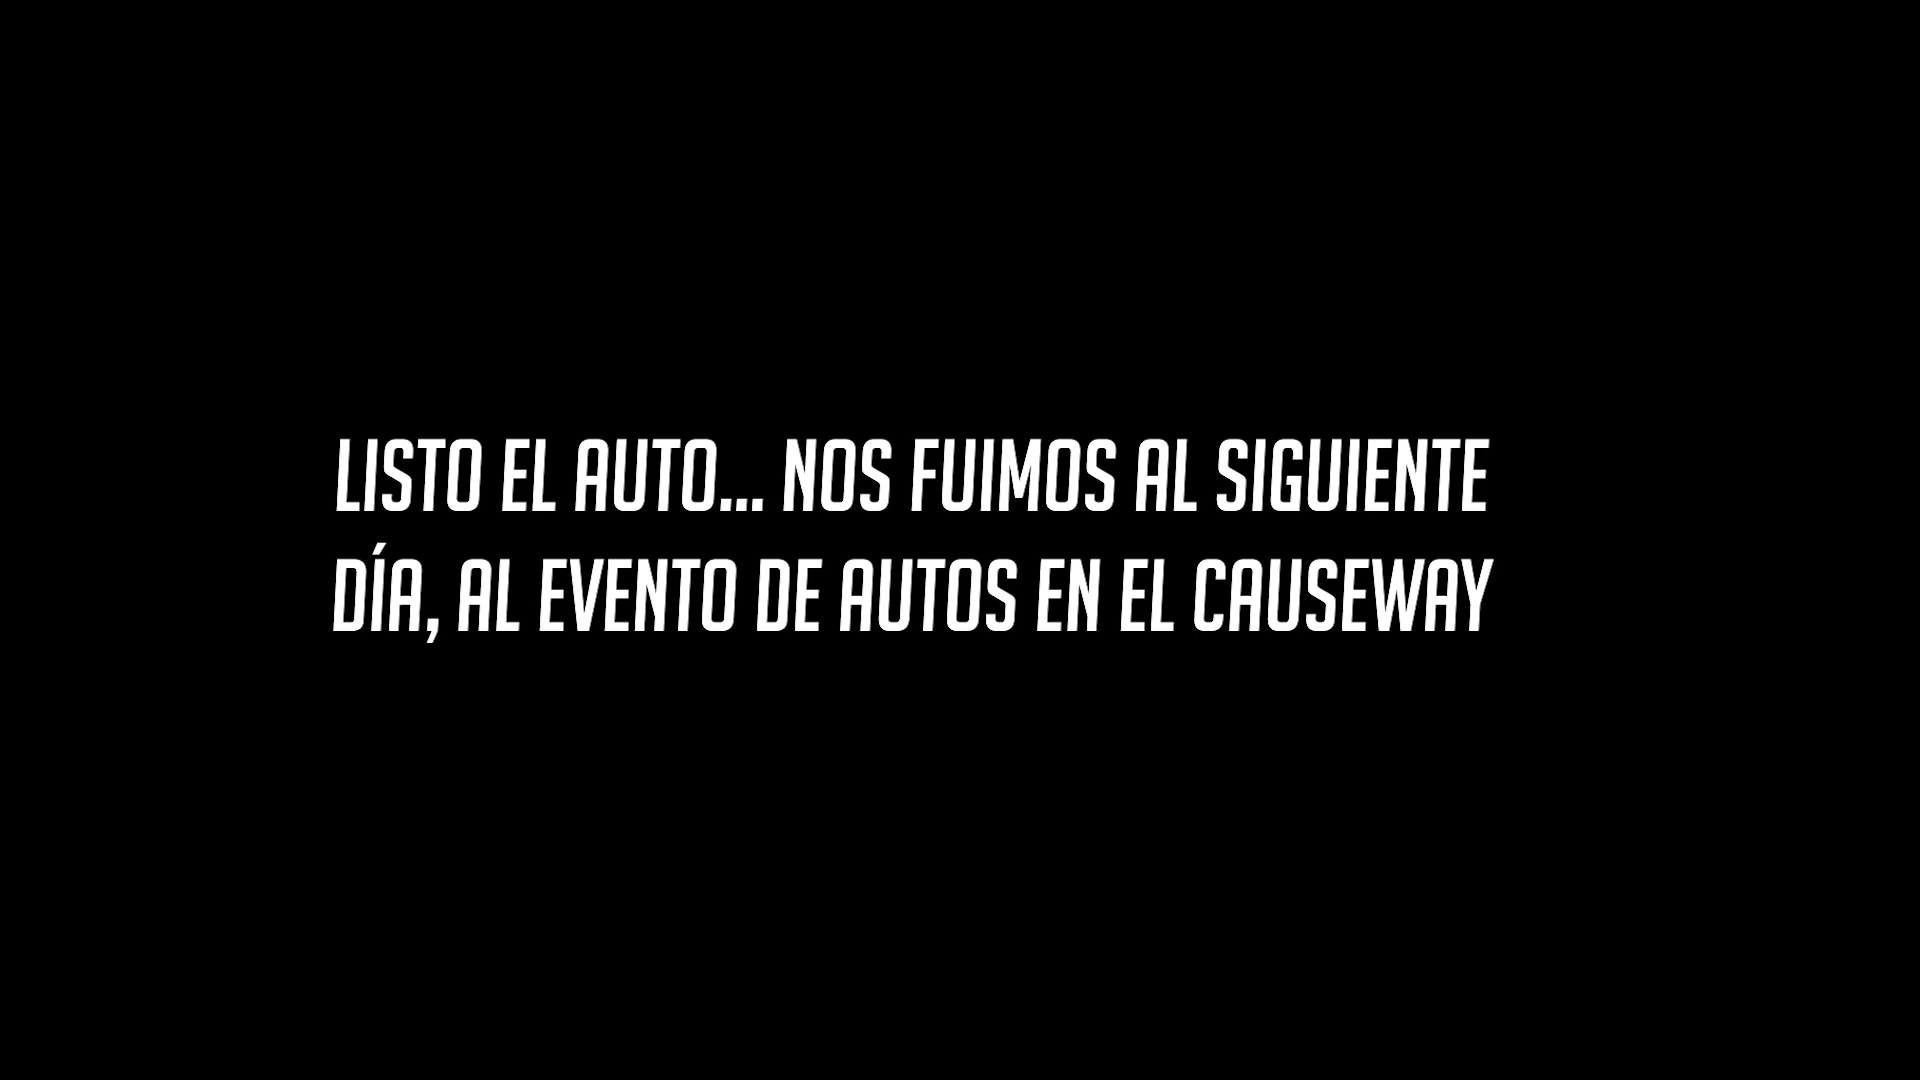 LISTO EL AUTO... NOS FUIMOS AL SIGUIENTE
DÍA, AL EVENTO DE AUTOS EN EL CAUSEWAY